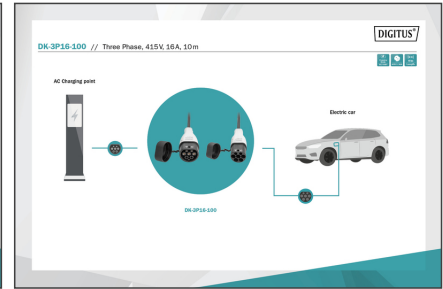 DIGITUS®
DK-3P16-100 // Three Phase, 415V, 16A, 10m
AC Charging point
Electric car
DK-3P16-100